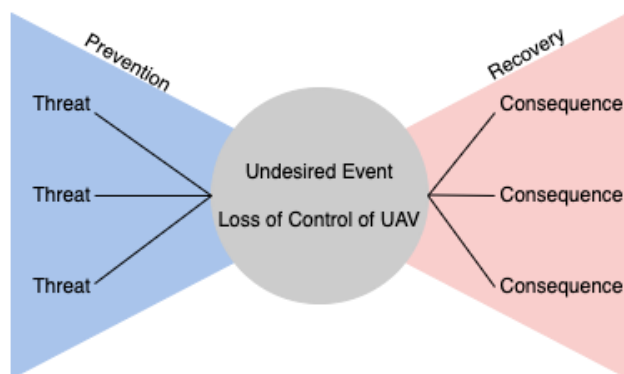 Prevention
Threat
Threat
Threat
Undesired Event
Loss of Control of UAV
Recovery
Consequence
Consequence
Consequence